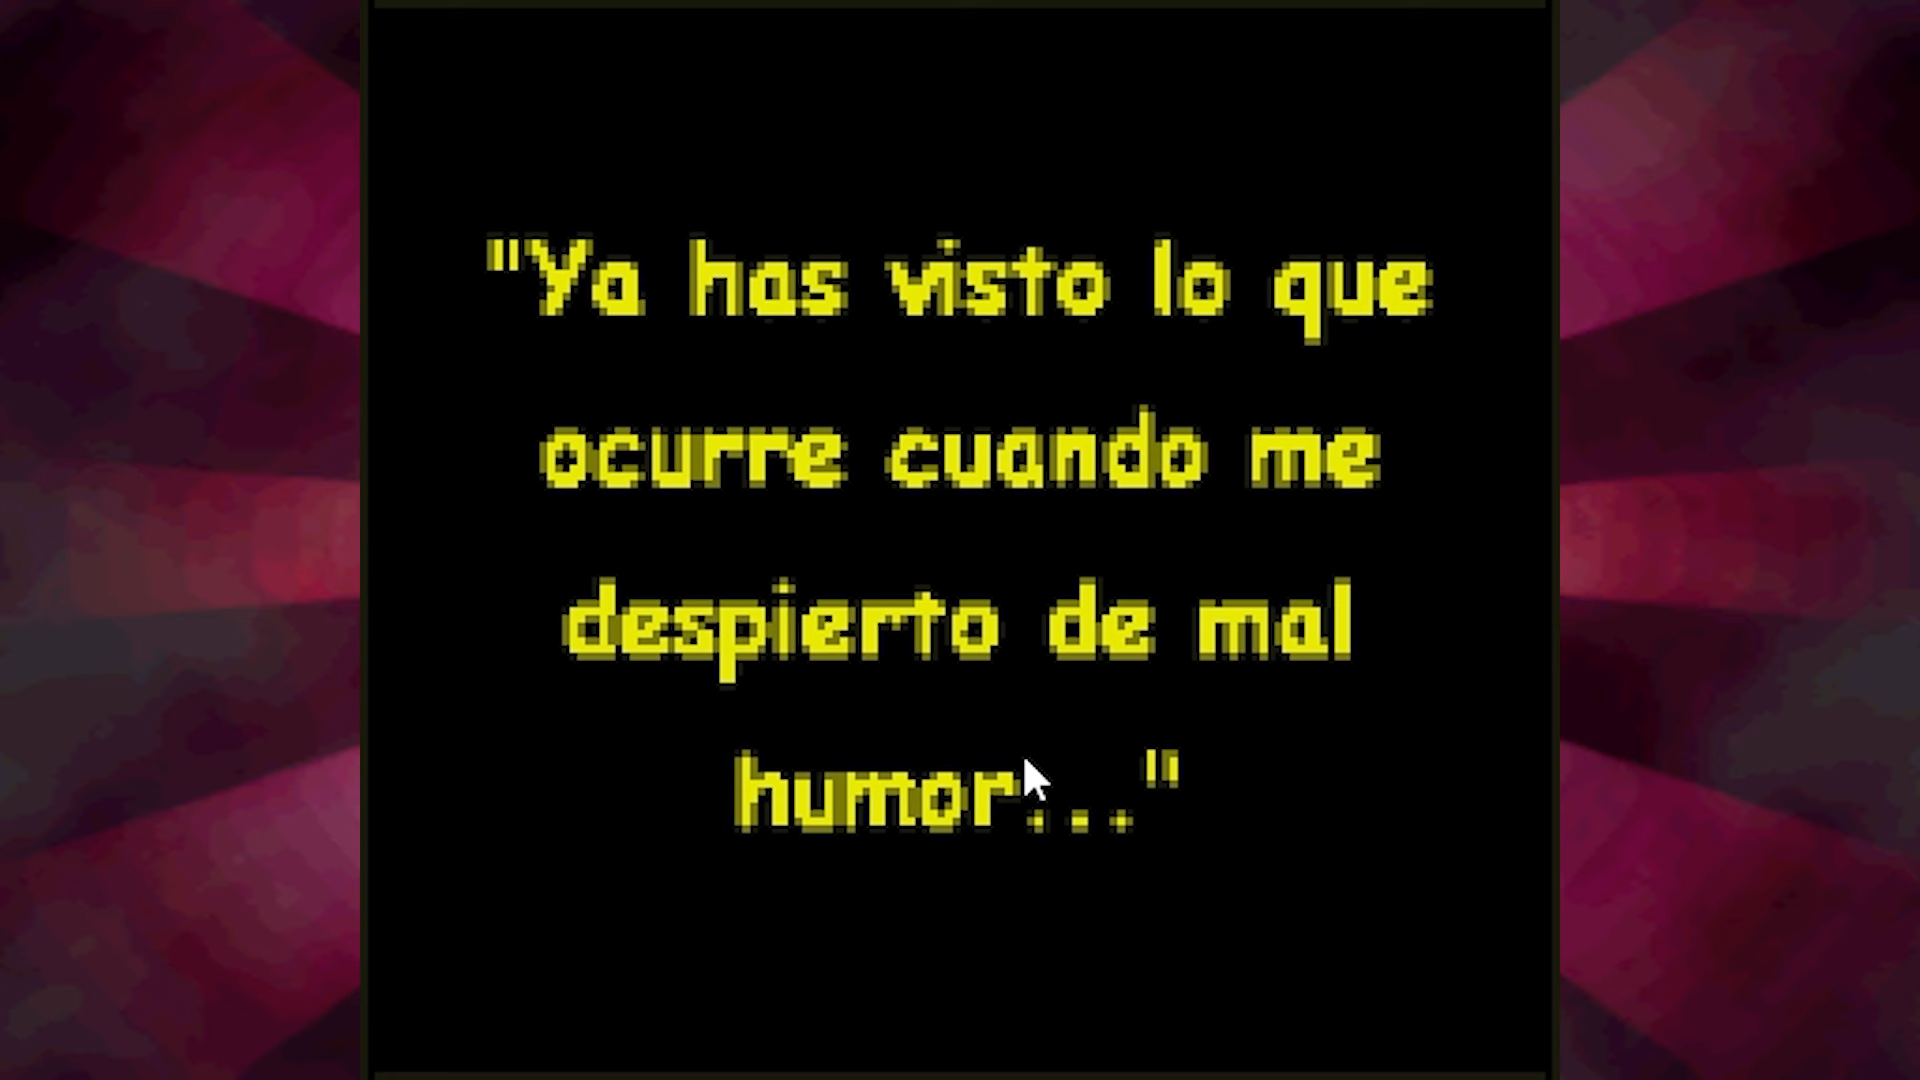 "Ya has visto lo que
ocurre cuando me
despierto de mal
humor..."